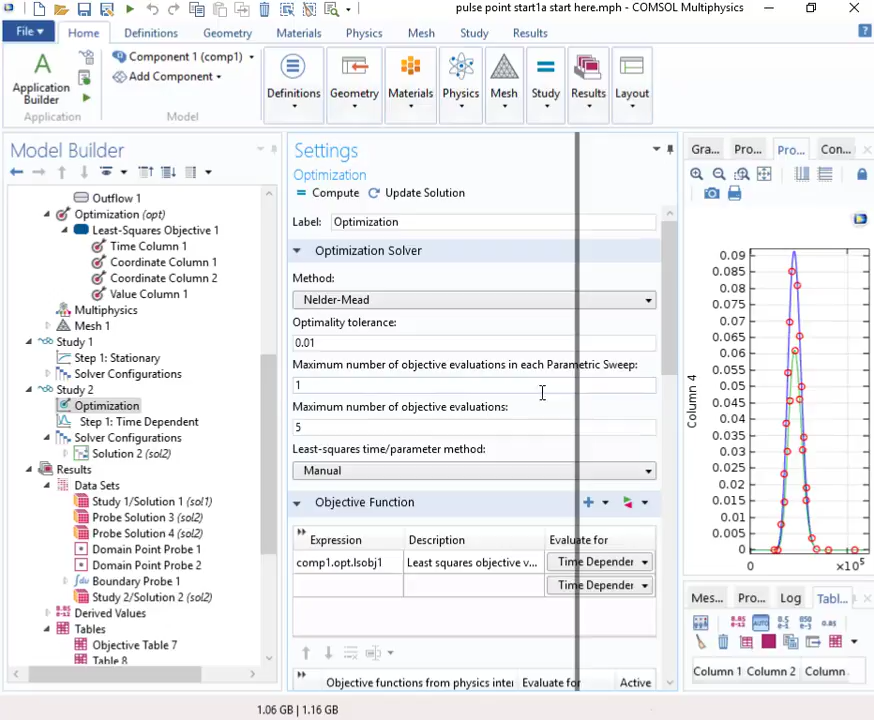 pulse point start1a start here.mph - COMSOL Multiphysics
File
Home
Definitions
Geometry
Materials
Physics
Mesh
Study
Results
Application Builder
Component 1 (comp1)
Add Component
Definitions
Geometry
Materials
Physics
Mesh
Study
Results
Layout
Application
Model
Model Builder
Outflow 1
Optimization (opt)
Least-Squares Objective 1
Time Column 1
Coordinate Column 1
Coordinate Column 2
Value Column 1
Multiphysics
Mesh 1
Study 1
Step 1: Stationary
Solver Configurations
Study 2
Optimization
Step 1: Time Dependent
Solver Configurations
Solution 2 (sol2)
Results
Data Sets
Study 1/Solution 1 (sol1)
Probe Solution 3 (sol2)
Probe Solution 4 (sol2)
Domain Point Probe 1
Domain Point Probe 2
Boundary Probe 1
Study 2/Solution 2 (sol2)
Derived Values
Tables
Objective Table 7
Table 8
Settings
Optimization
Compute
Update Solution
Label: Optimization
Optimization Solver
Method:
Nelder-Mead
Optimality tolerance:
0.01
Maximum number of objective evaluations in each Parametric Sweep:
1
Maximum number of objective evaluations:
5
Least-squares time/parameter method:
Manual
Objective Function
Expression Description Evaluate for
comp1.opt.lsobj1 Least squares objective v... Time Depender
Time Depender
Objective functions from physics inter Evaluate for Active
Gra... Pro... Pro... Con...
0.09
0.085
0.08
0.075
0.07
0.065
0.06
0.055
0.05
0.045
0.04
0.035
0.03
0.025
0.02
0.015
0.01
0.005
0
Column 4
0
×10⁵
Mes... Pro... Log Tabl...
8.85
e-12
AUTO
8.5
e-1
850
e-3
0.85
Column 1 Column 2 Column
1.06 GB | 1.16 GB